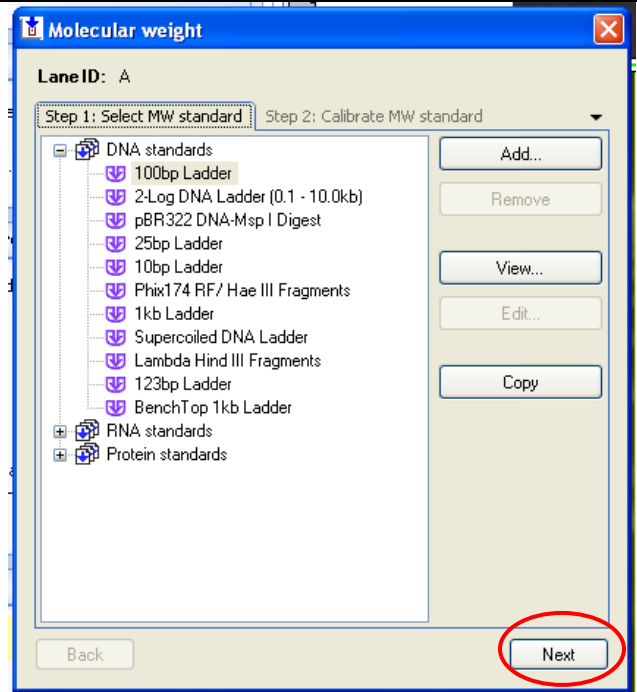 Molecular weight
Lane ID: A
Step 1: Select MW standard
Step 2: Calibrate MW standard
DNA standards
100bp Ladder
2-Log DNA Ladder (0.1 - 10.0kb)
pBR322 DNA-Msp I Digest
25bp Ladder
10bp Ladder
Phix174 RF/ Hae III Fragments
1kb Ladder
Supercoiled DNA Ladder
Lambda Hind III Fragments
123bp Ladder
BenchTop 1kb Ladder
RNA standards
Protein standards
Add...
Remove
View...
Edit...
Copy
Back
Next